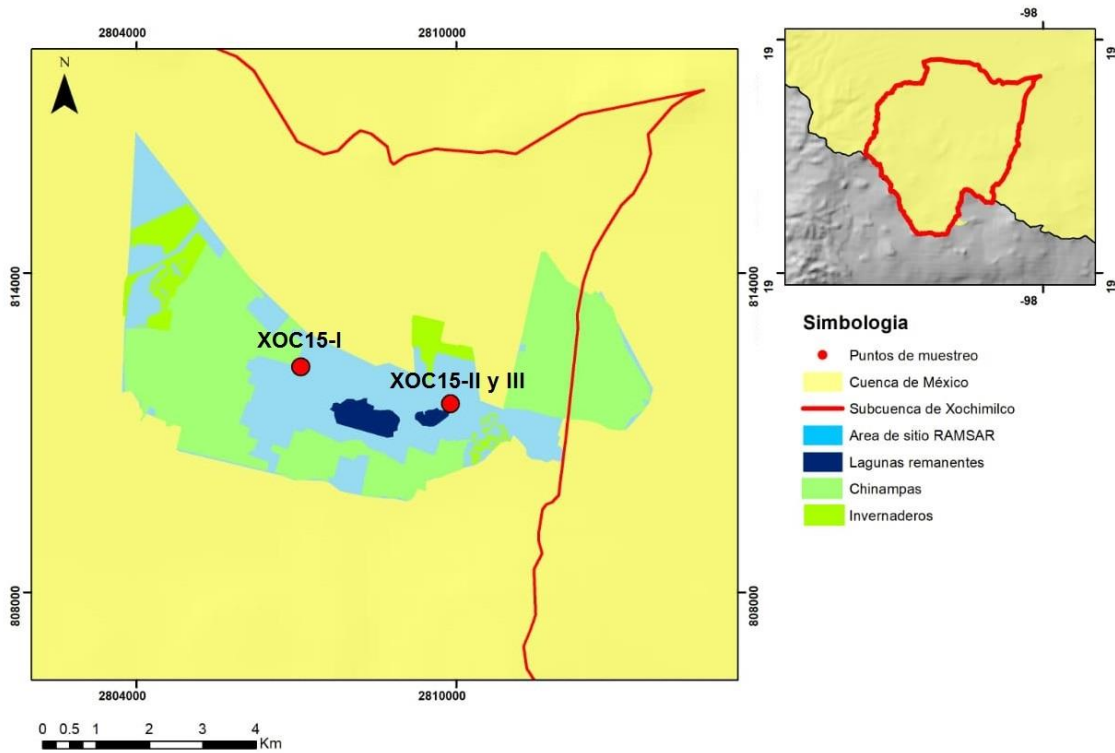 2804000
2810000
814000
808000
814000
808000
2804000
2810000
N
XOC15-I
XOC15-II y III
0 0.5 1 2 3 4
Km
-98
19
19
19
19
-98
Simbologia
Puntos de muestreo
Cuenca de México
Subcuenca de Xochimilco
Area de sitio RAMSAR
Lagunas remanentes
Chinampas
Invernaderos